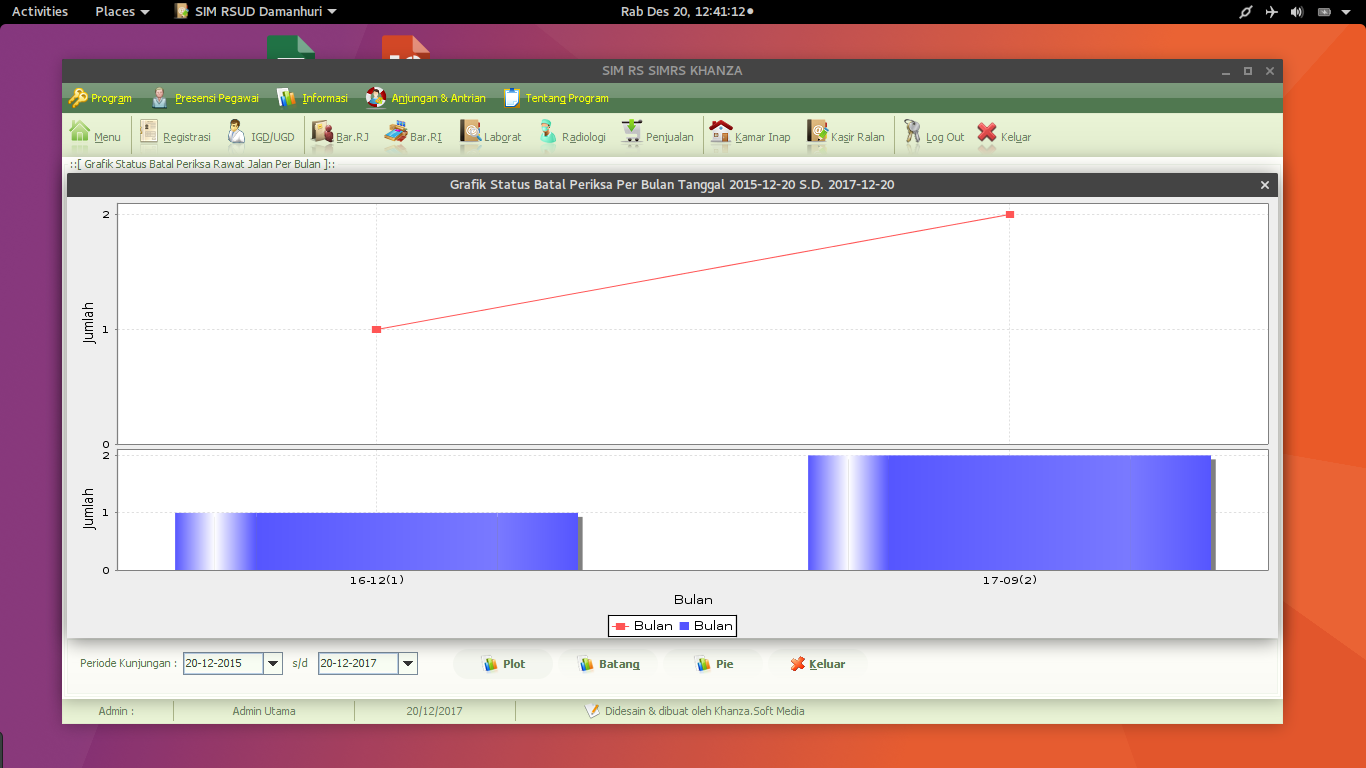 Activities Places SIM RSUD Damanhuri Rab Des 20, 12:41:12
SIM RS SIMRS KHANZA
Program Presensi Pegawai Informasi Anjungan & Antrian Tentang Program
Menu Registrasi IGD/UGD Bar.RJ Bar.RI Laborat Radiologi Penjualan Kamar Inap Kasir Ralan Log Out Keluar
::[ Grafik Status Batal Periksa Rawat Jalan Per Bulan ]::
Grafik Status Batal Periksa Per Bulan Tanggal 2015-12-20 S.D. 2017-12-20
2
Jumlah
1
0
2
Jumlah
1
0
16-12(1) 17-09(2)
Bulan
Bulan Bulan
Periode Kunjungan : 20-12-2015 s/d 20-12-2017 Plot Batang Pie Keluar
Admin : Admin Utama 20/12/2017 Didesain & dibuat oleh Khanza.Soft Media